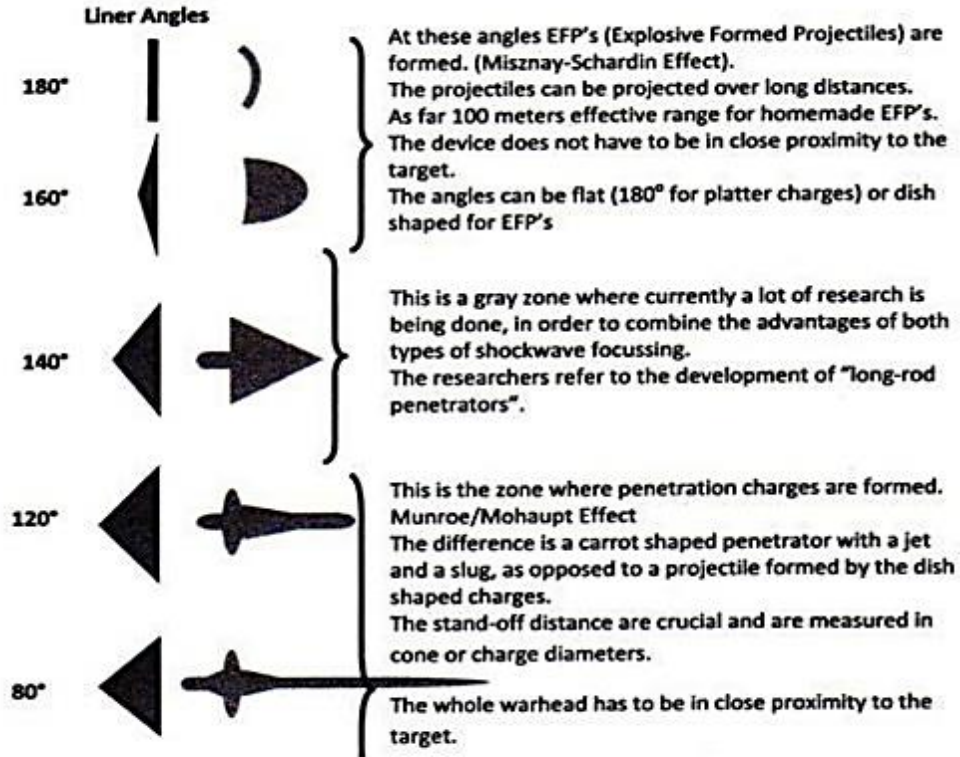 Liner Angles
180°
At these angles EFP's (Explosive Formed Projectiles) are
formed. (Misznay-Schardin Effect).
The projectiles can be projected over long distances.
As far 100 meters effective range for homemade EFP's.
The device does not have to be in close proximity to the
target.
160°
The angles can be flat (180° for platter charges) or dish
shaped for EFP's
140°
This is a gray zone where currently a lot of research is
being done, in order to combine the advantages of both
types of shockwave focussing.
The researchers refer to the development of "long-rod
penetrators".
120°
This is the zone where penetration charges are formed.
Munroe/Mohaupt Effect
The difference is a carrot shaped penetrator with a jet
and a slug, as opposed to a projectile formed by the dish
shaped charges.
The stand-off distance are crucial and are measured in
cone or charge diameters.
80°
The whole warhead has to be in close proximity to the
target.